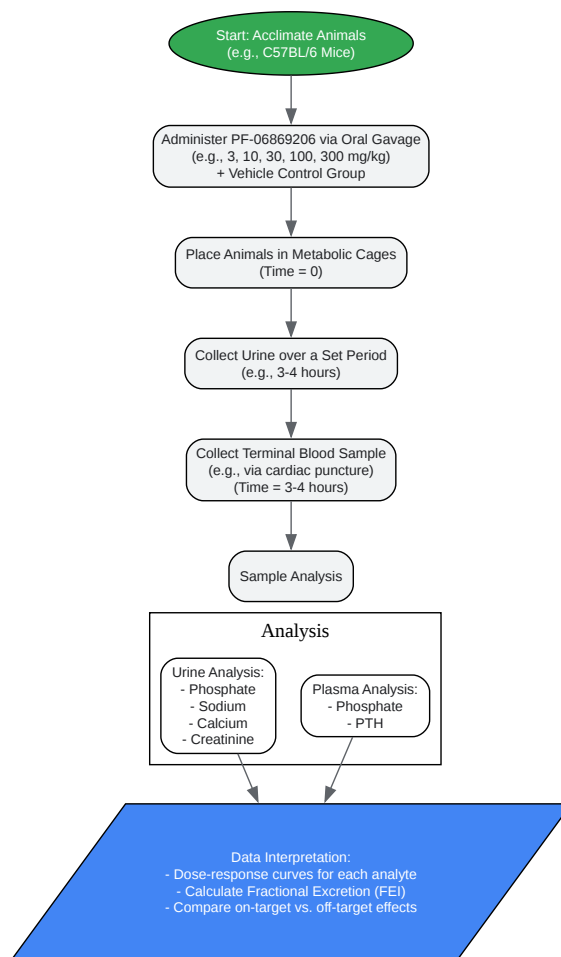 Start: Acclimate Animals
(e.g., C57BL/6 Mice)
Administer PF-06869206 via Oral Gavage
(e.g., 3, 10, 30, 100, 300 mg/kg)
+ Vehicle Control Group
Place Animals in Metabolic Cages
(Time = 0)
Collect Urine over a Set Period
(e.g., 3-4 hours)
Collect Terminal Blood Sample
(e.g., via cardiac puncture)
(Time = 3-4 hours)
Sample Analysis
Analysis
Urine Analysis:
- Phosphate
- Sodium
- Calcium
- Creatinine
Plasma Analysis:
- Phosphate
- PTH
Data Interpretation:
- Dose-response curves for each analyte
- Calculate Fractional Excretion (FEI)
- Compare on-target vs. off-target effects